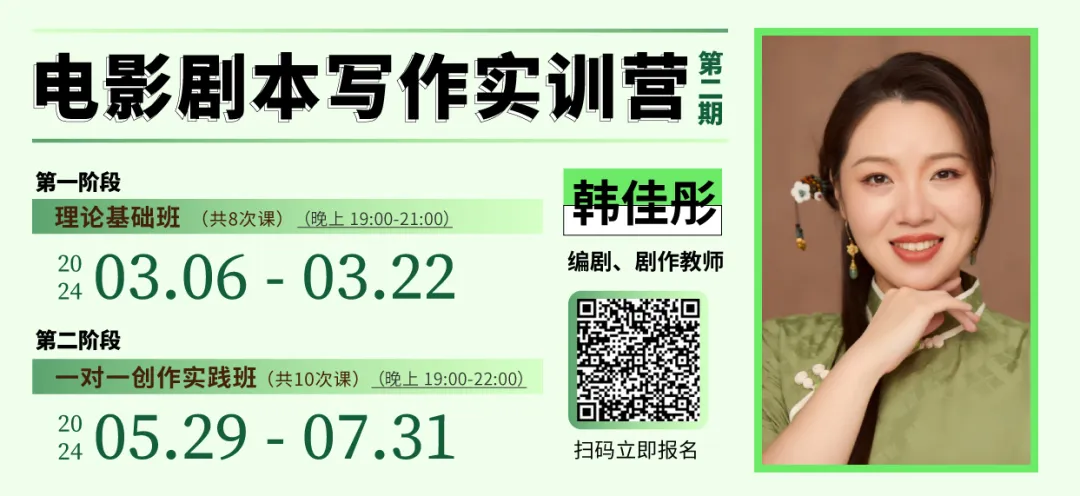 电影剧本写作实训营
第二期
第一阶段
理论基础班 （共8次课） （晚上 19:00-21:00）
2024 03.06 - 03.22
第二阶段
一对一创作实践班（共10次课）（晚上 19:00-22:00）
2024 05.29 - 07.31
韩佳彤
编剧、剧作教师
扫码立即报名